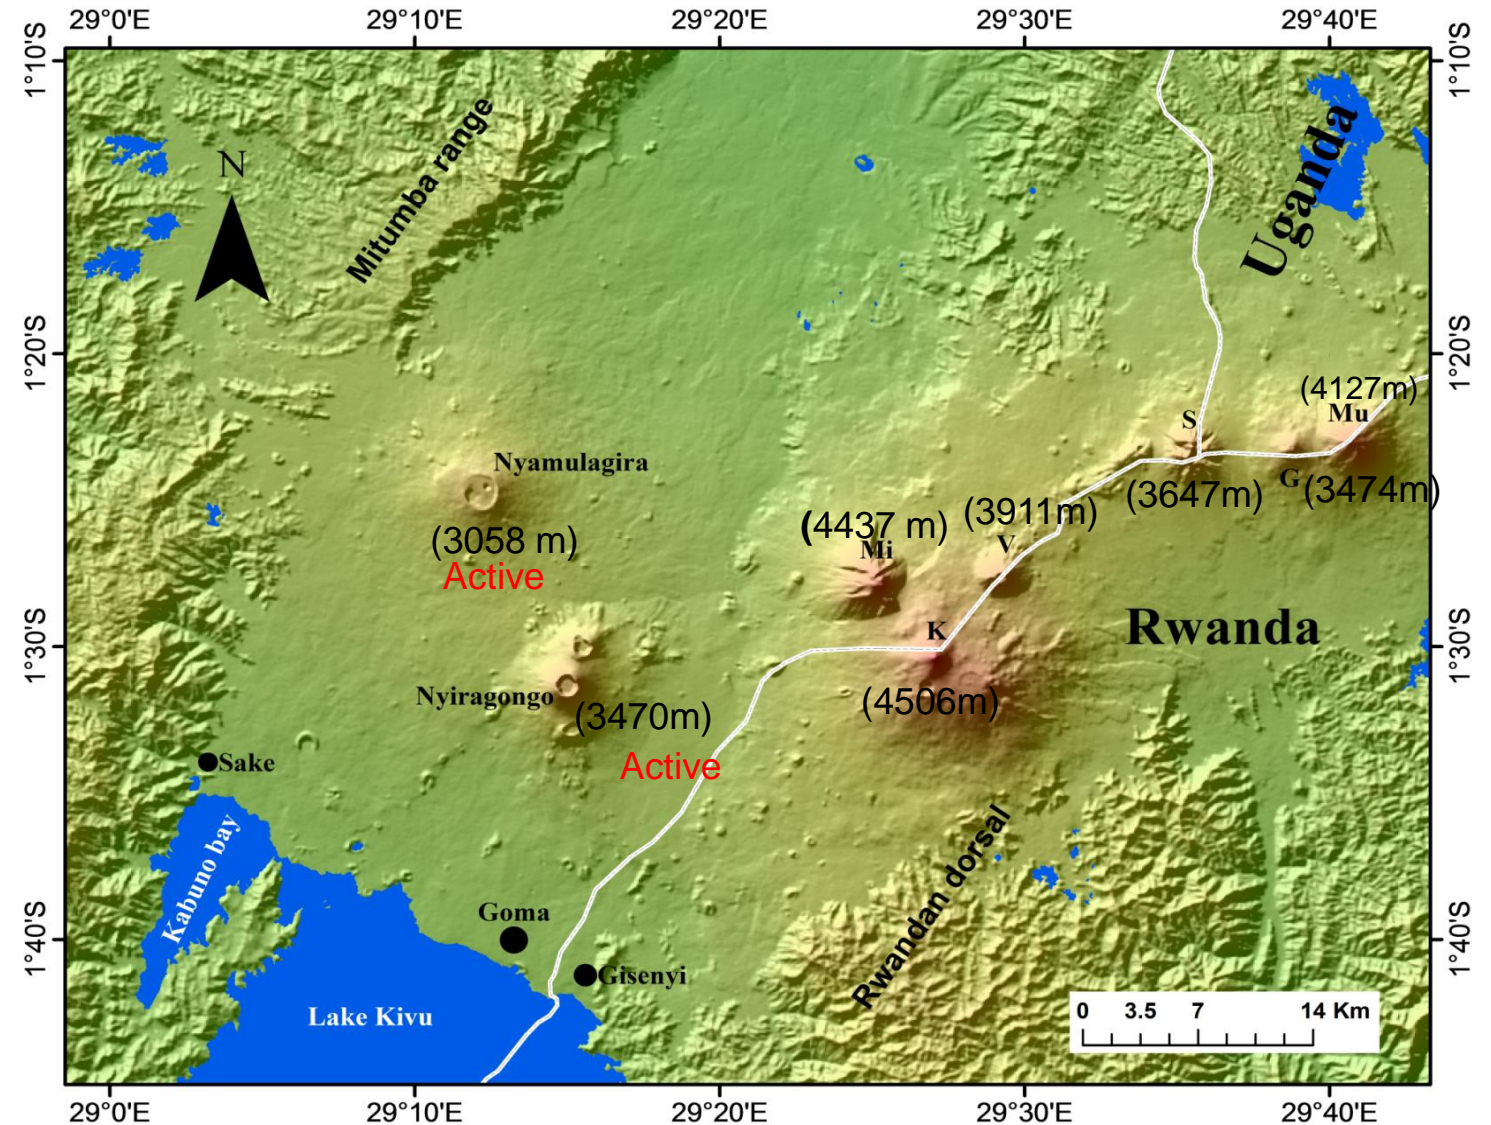 29°0'E 29°10'E 29°20'E 29°30'E 29°40'E
1°10'S
1°10'S
Mitumba range
Uganda
N
1°20'S
1°20'S
(4127m)
Mu
S
Nyamulagira
G (3474m)
(3647m)
(3911m)
(4437 m)
(3058 m)
V
Mi
Active
Rwanda
K
1°30'S
1°30'S
Nyiragongo
(4506m)
(3470m)
Sake
Active
Kabuno bay
Rwandan dorsal
Goma
1°40'S
1°40'S
Gisenyi
Lake Kivu
0 3.5 7 14 Km
29°0'E 29°10'E 29°20'E 29°30'E 29°40'E